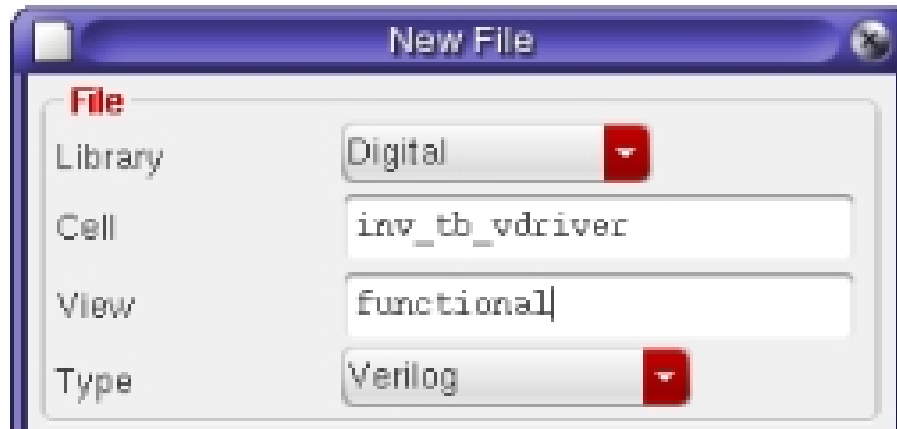 New File
File
Library Digital
Cell inv_tb_vdriver
View functional
Type Verilog